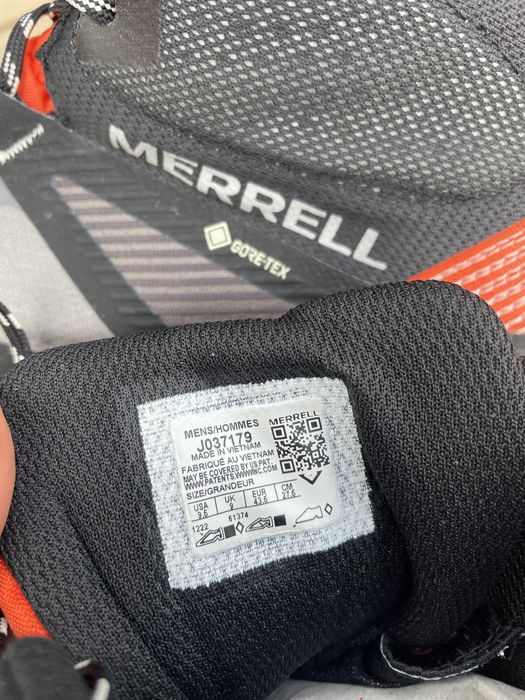 MERRELL
GORE-TEX
MENS/HOMMES
MERRELL
J037179
MADE IN VIETNAM
FABRIQUÉ AU VIETNAM
MAY BE COVERED BY US PAT.
WWW.PATENTS.WWWINC.COM
SIZE/GRANDEUR
USA UK EUR CM
9.5 9 43.5 27.5
1222 61374